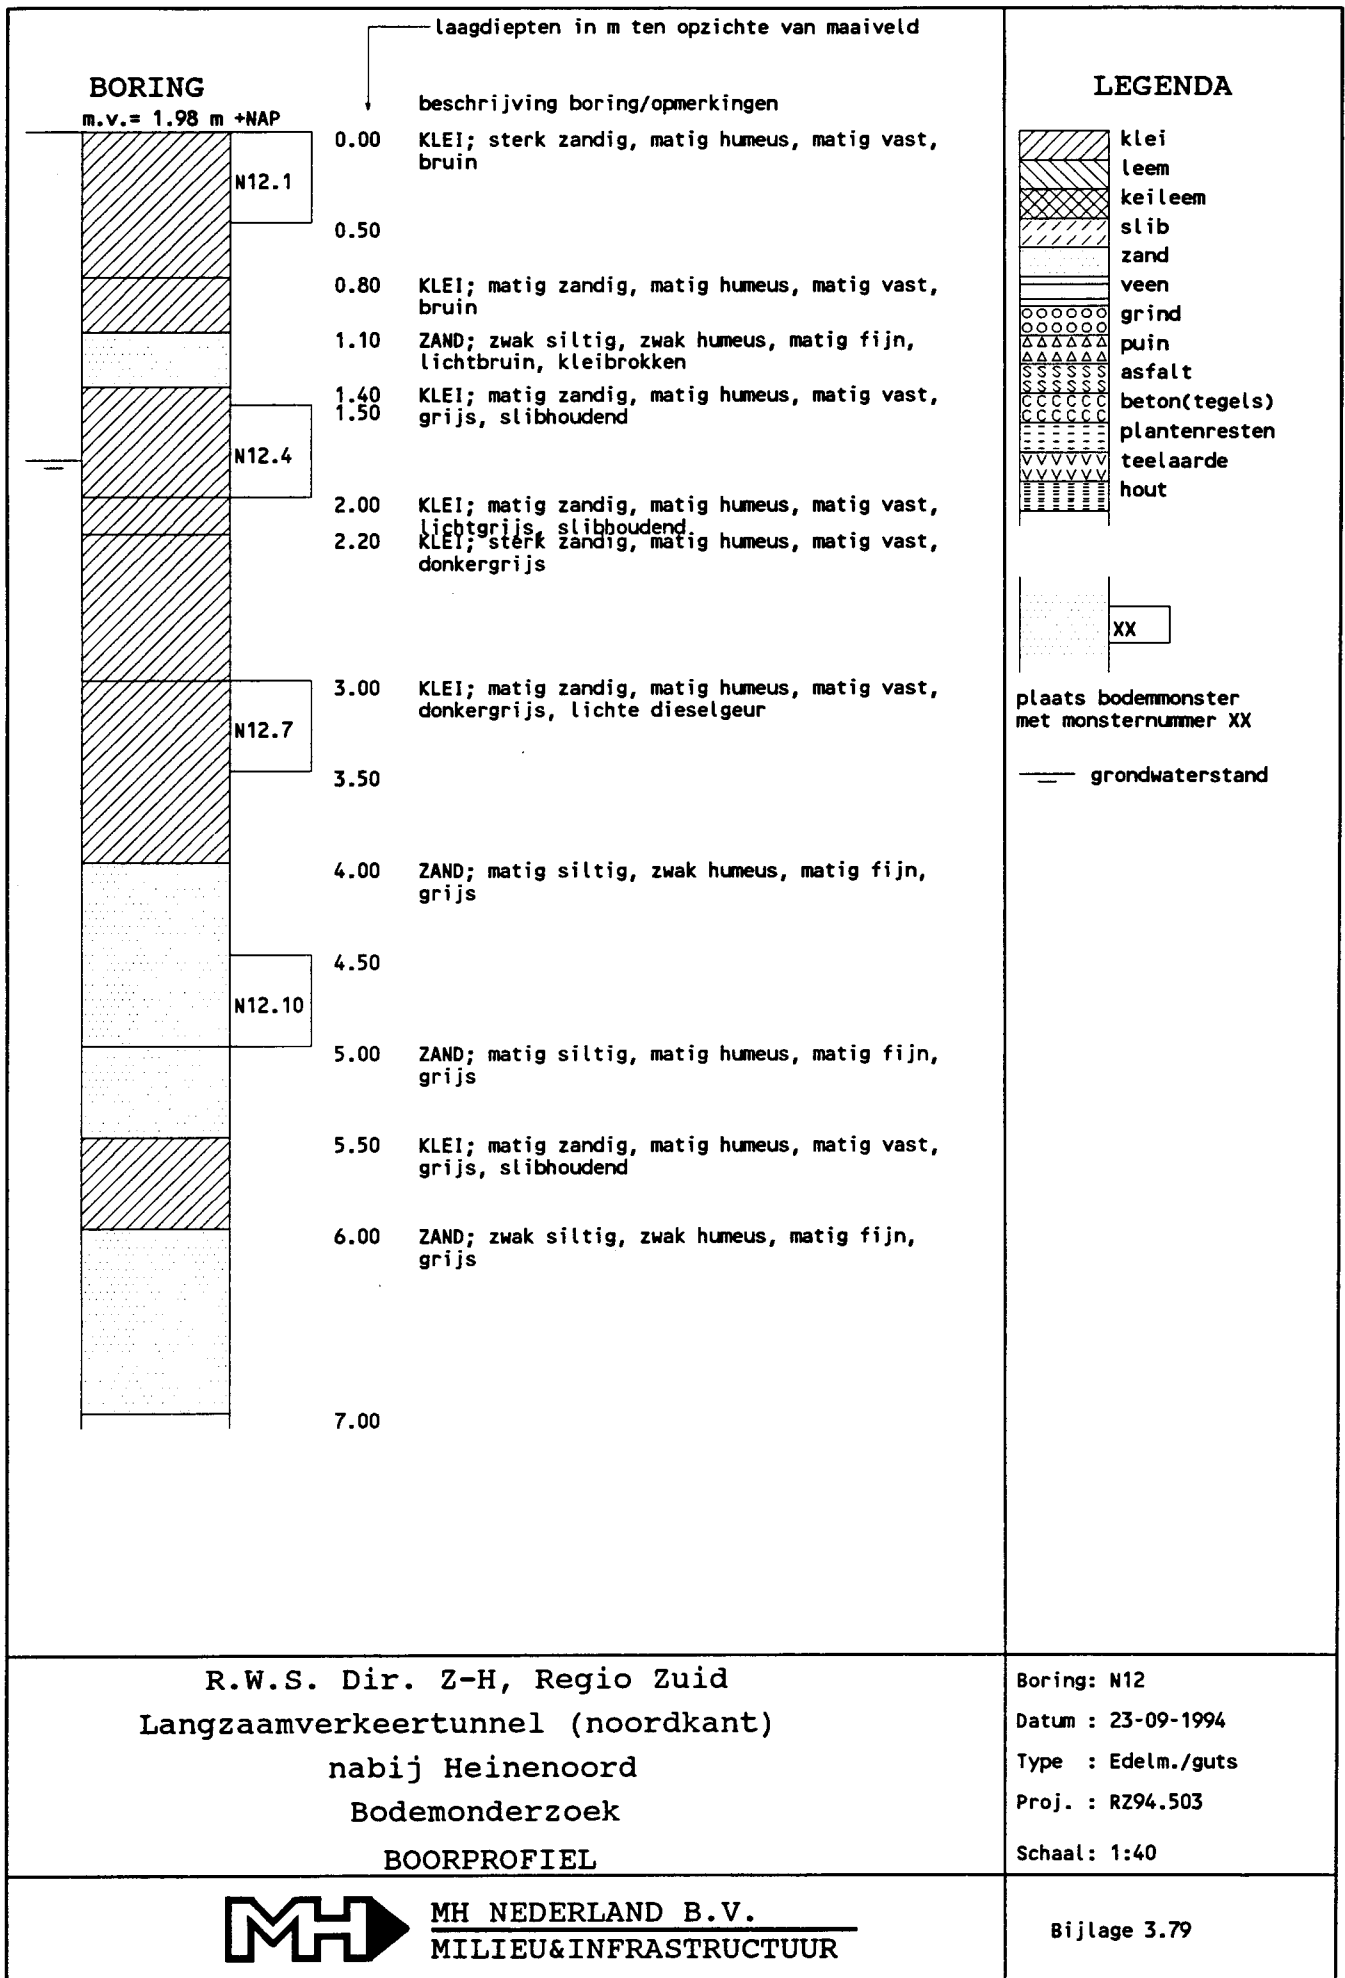 laagdiepten in m ten opzichte van maaiveld
BORING
m.v.= 1.98 m +NAP
beschrijving boring/opmerkingen
0.00 KLEI; sterk zandig, matig humeus, matig vast,
bruin
N12.1
0.50
0.80 KLEI; matig zandig, matig humeus, matig vast,
bruin
1.10 ZAND; zwak siltig, zwak humeus, matig fijn,
lichtbruin, kleibrokken
1.40 KLEI; matig zandig, matig humeus, matig vast,
1.50 grijs, slibhoudend
N12.4
2.00 KLEI; matig zandig, matig humeus, matig vast,
lichtgrijs, slibhoudend
2.20 KLEI; sterk zandig, matig humeus, matig vast,
donkergrijs
3.00 KLEI; matig zandig, matig humeus, matig vast,
donkergrijs, lichte dieselgeur
N12.7
3.50
4.00 ZAND; matig siltig, zwak humeus, matig fijn,
grijs
4.50
N12.10
5.00 ZAND; matig siltig, matig humeus, matig fijn,
grijs
5.50 KLEI; matig zandig, matig humeus, matig vast,
grijs, slibhoudend
6.00 ZAND; zwak siltig, zwak humeus, matig fijn,
grijs
7.00
LEGENDA
klei
leem
keileem
slib
zand
veen
grind
puin
asfalt
beton(tegels)
plantenresten
teelaarde
hout
XX
plaats bodemmonster
met monsternummer XX
grondwaterstand
R.W.S. Dir. Z-H, Regio Zuid
Langzaamverkeertunnel (noordkant)
nabij Heinenoord
Bodemonderzoek
BOORPROFIEL
Boring: N12
Datum : 23-09-1994
Type : Edelm./guts
Proj. : RZ94.503
Schaal: 1:40
MH
MH NEDERLAND B.V.
MILIEU&INFRASTRUCTUUR
Bijlage 3.79